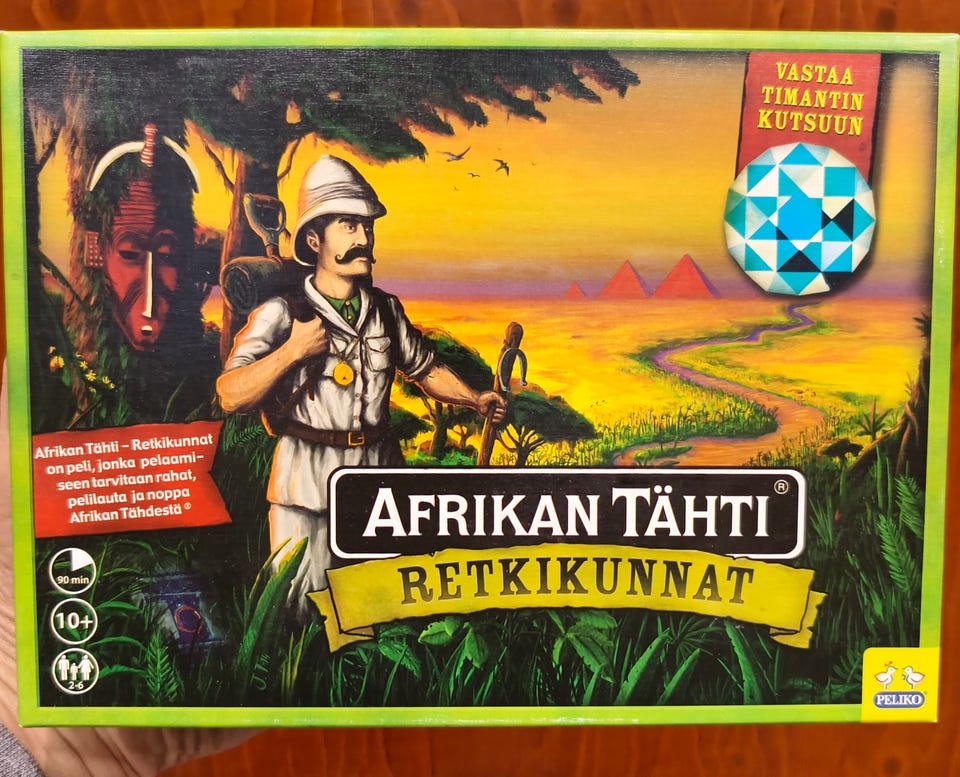 VASTAA
TIMANTIN
KUTSUUN
Afrikan Tähti – Retkikunnat
on peli, jonka pelaami-
seen tarvitaan rahat,
pelilauta ja noppa
Afrikan Tähdestä ®
AFRIKAN TÄHTI ®
RETKIKUNNAT
90 min
10+
2-6
PELIKO